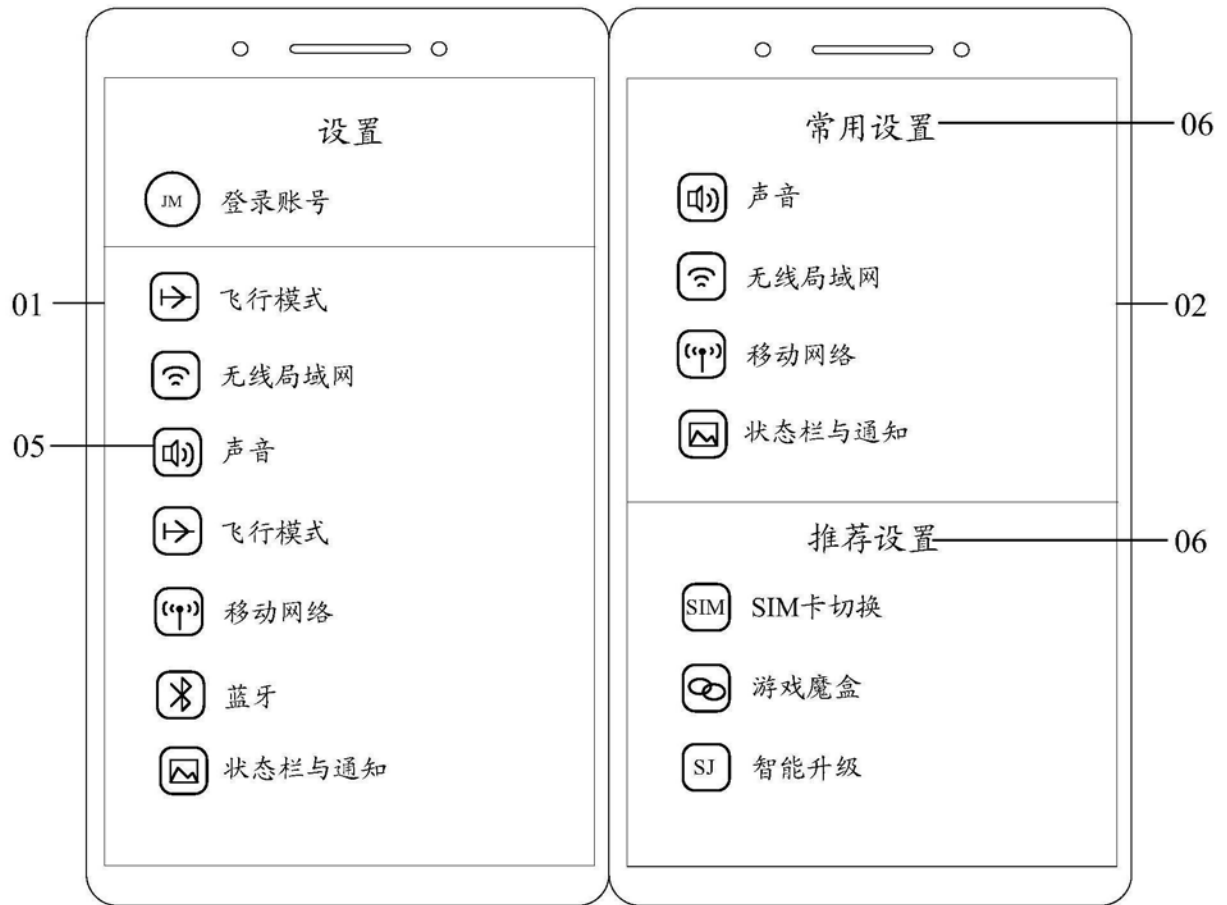 设置
JM 登录账号
01
飞行模式
无线局域网
05
声音
飞行模式
移动网络
蓝牙
状态栏与通知
常用设置
06
声音
无线局域网
02
移动网络
状态栏与通知
推荐设置
06
SIM SIM卡切换
游戏魔盒
SJ 智能升级